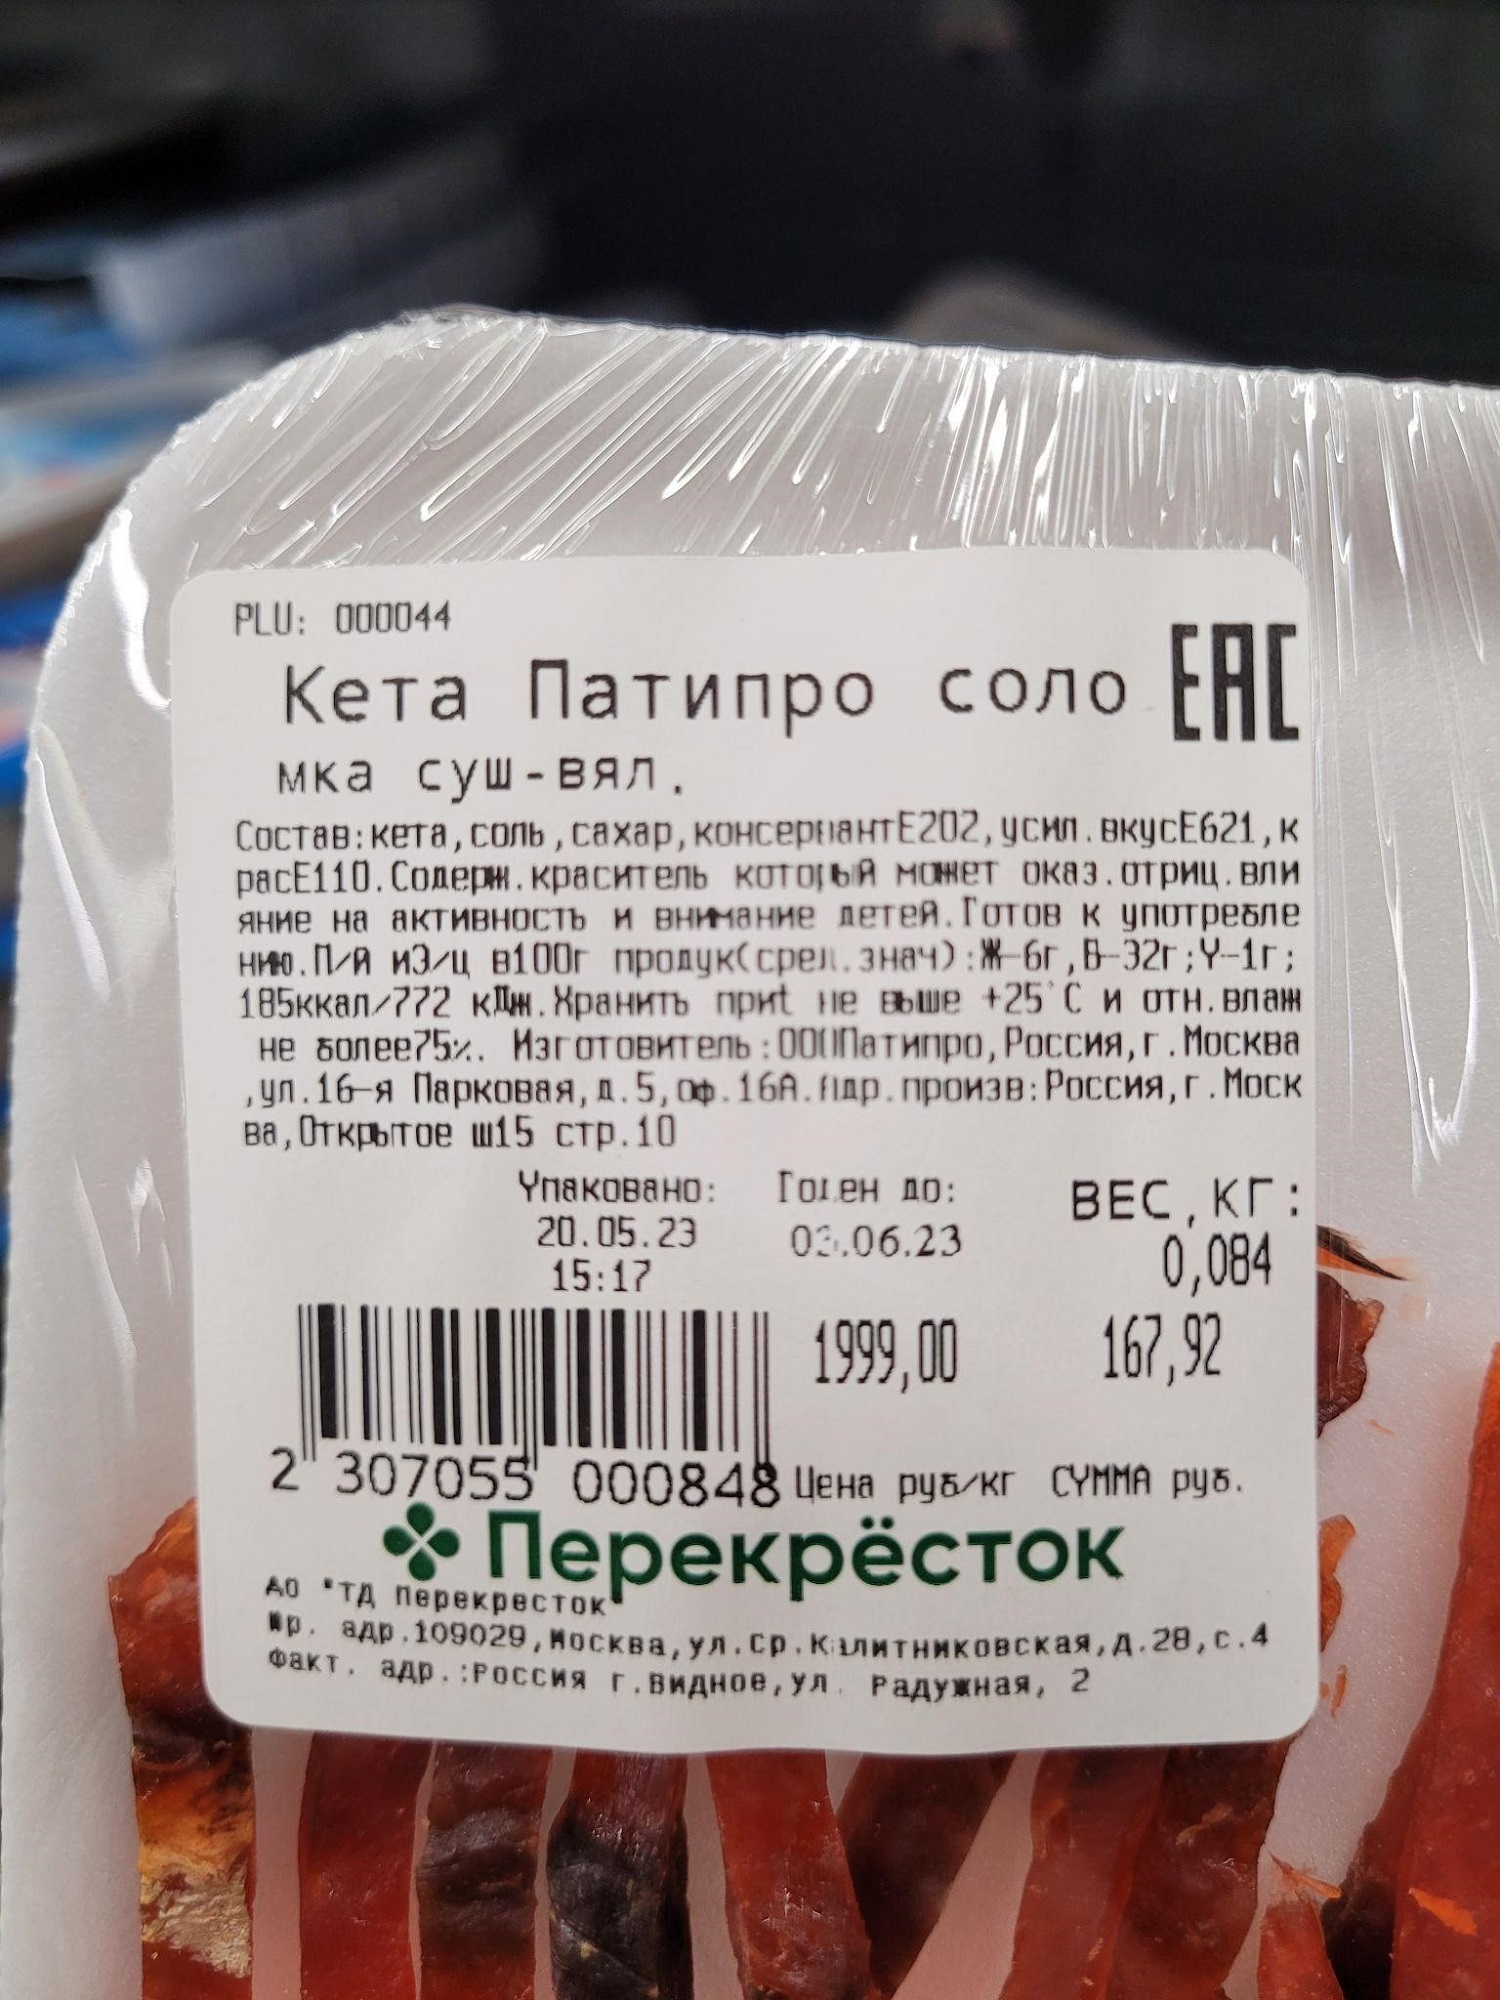 PLU: 000044
Кета Патипро соло EAC
мка суш-вял.
Состав:кета,соль,сахар,консервантЕ202,усил.вкусЕ621,к
расЕ110.Содерж.краситель который может оказ.отриц.вли
яние на активность и внимание детей.Готов к употребле
нию.П/й иЭ/ц в100г продук(сред.знач):Ж-6г,Б-32г;У-1г;
185ккал/772 кДж.Хранить приt не выше +25°С и отн.влаж
не более75%. Изготовитель:ОООПатипро,Россия,г.Москва
,ул.16-я Парковая,д.5,оф.16А.Адр.произв:Россия,г.Моск
ва,Открытое ш15 стр.10
Упаковано: Годен до: ВЕС,КГ:
20.05.23 03.06.23 0,084
15:17
1999,00 167,92
2 307055 000848 Цена руб/кг СУММА руб.
Перекрёсток
АО "ТД Перекресток"
Юр. адр.109029,Москва,ул.Ср.Калитниковская,д.28,с.4
Факт. адр.:Россия г.Видное,ул. Радужная, 2